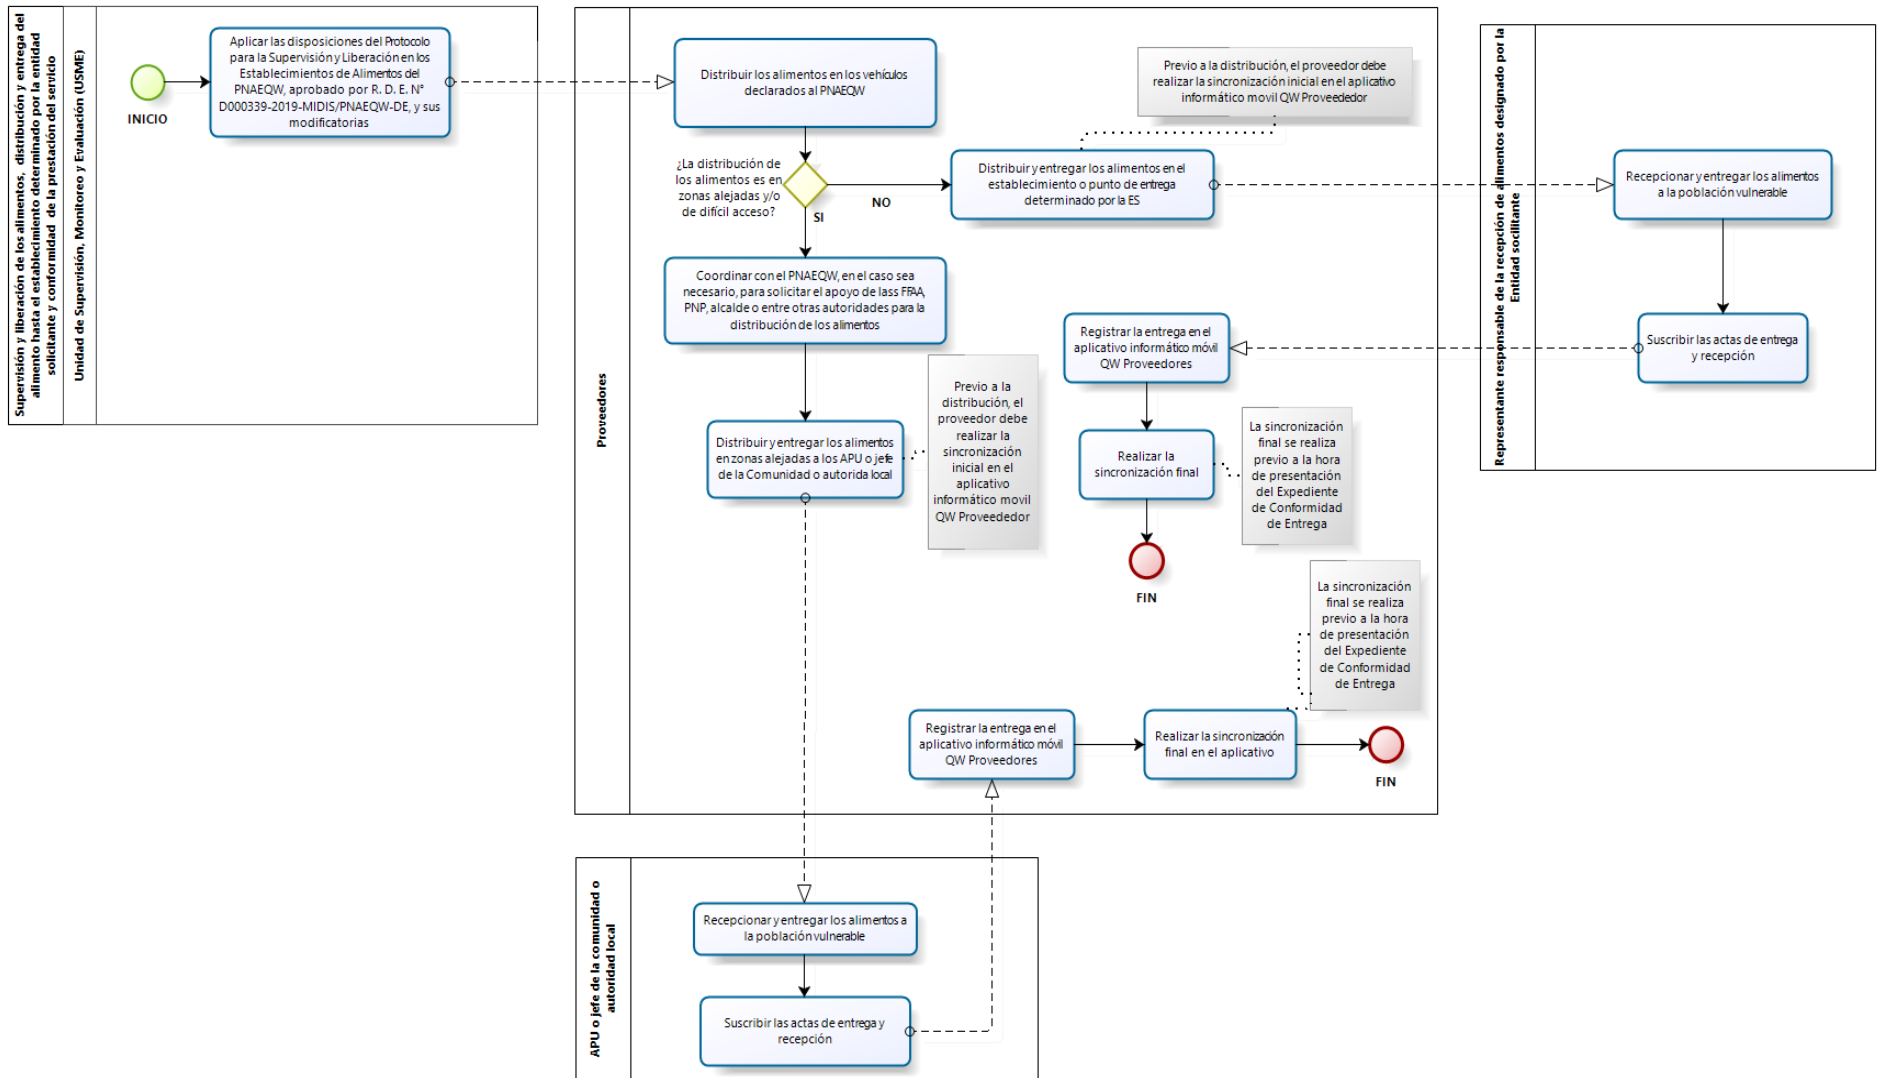 Supervisión y liberación de los alimentos, distribución y entrega del
alimento hasta el establecimiento determinado por la entidad
solicitante y conformidad de la prestación del servicio
Unidad de Supervisión, Monitoreo y Evaluación (USME)
INICIO
Aplicar las disposiciones del Protocolo
para la Supervisión y Liberación en los
Establecimientos de Alimentos del
PNAEQW, aprobado por R. D. E. N°
D000339-2019-MIDIS/PNAEQW-DE, y sus
modificatorias
Proveedores
Distribuir los alimentos en los vehículos
declarados al PNAEQW
¿La distribución de
los alimentos es en
zonas alejadas y/o
de difícil acceso?
SI
NO
Previo a la distribución, el proveedor debe
realizar la sincronización inicial en el aplicativo
informático movil QW Proveededor
Distribuir y entregar los alimentos en el
establecimiento o punto de entrega
determinado por la ES
Coordinar con el PNAEQW, en el caso sea
necesario, para solicitar el apoyo de lass FFAA,
PNP, alcalde o entre otras autoridades para la
distribución de los alimentos
Distribuir y entregar los alimentos
en zonas alejadas a los APU o jefe
de la Comunidad o autorida local
Previo a la
distribución, el
proveedor debe
realizar la
sincronización
inicial en el
aplicativo
informático movil
QW Proveededor
Registrar la entrega en el
aplicativo informático móvil
QW Proveedores
Realizar la
sincronización final
La sincronización
final se realiza
previo a la hora
de presentación
del Expediente
de Conformidad
de Entrega
FIN
La sincronización
final se realiza
previo a la hora
de presentación
del Expediente
de Conformidad
de Entrega
Registrar la entrega en el
aplicativo informático móvil
QW Proveedores
Realizar la sincronización
final en el aplicativo
FIN
Representante responsable de la recepción de alimentos designado por la
Entidad socilitante
Recepcionar y entregar los alimentos
a la población vulnerable
Suscribir las actas de entrega
y recepción
APU o jefe de la comunidad o
autoridad local
Recepcionar y entregar los alimentos a
la población vulnerable
Suscribir las actas de entrega y
recepción